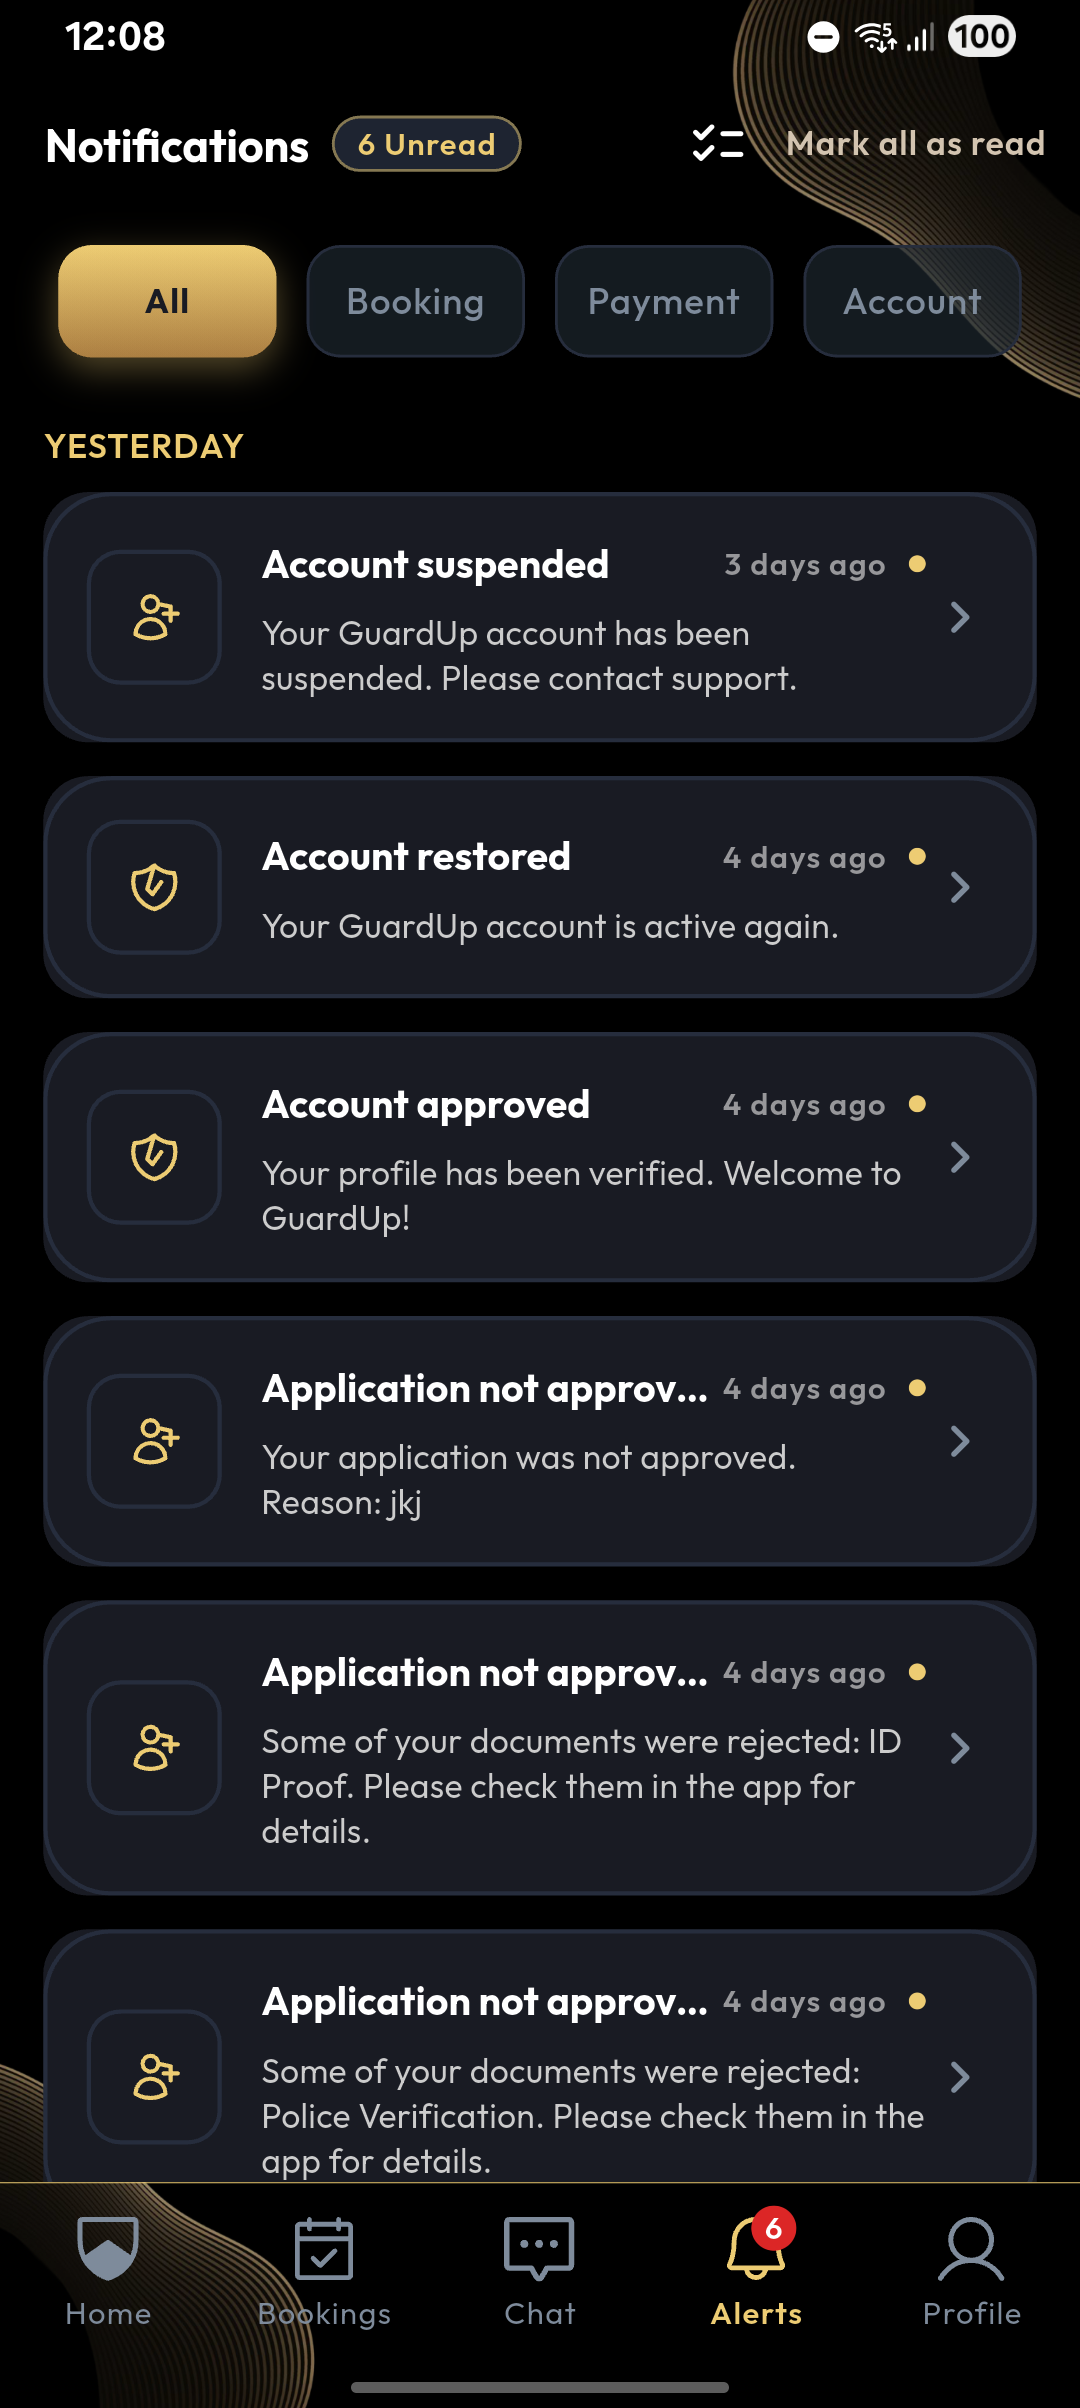 12:08
5
100
Notifications
6 Unread
Mark all as read
All
Booking
Payment
Account
YESTERDAY
Account suspended
3 days ago
Your GuardUp account has been
suspended. Please contact support.
Account restored
4 days ago
Your GuardUp account is active again.
Account approved
4 days ago
Your profile has been verified. Welcome to
GuardUp!
Application not approv...
4 days ago
Your application was not approved.
Reason: jkj
Application not approv...
4 days ago
Some of your documents were rejected: ID
Proof. Please check them in the app for
details.
Application not approv...
4 days ago
Some of your documents were rejected:
Police Verification. Please check them in the
app for details.
6
Home
Bookings
Chat
Alerts
Profile